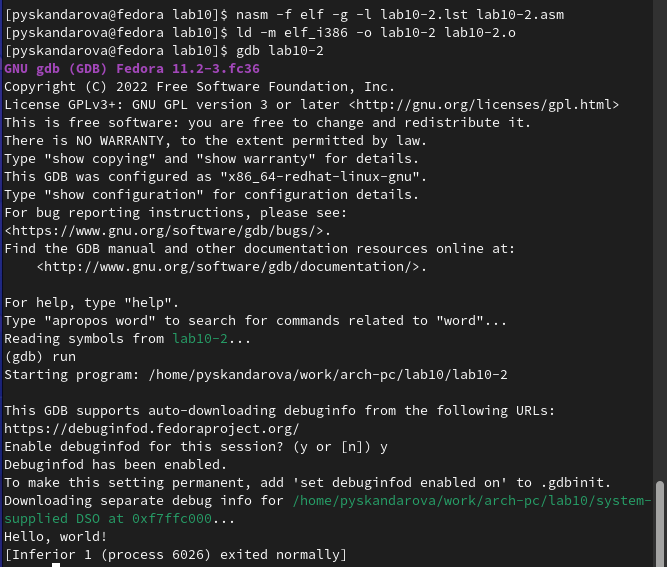 [pyskandarova@fedora lab10]$ nasm -f elf -g -l lab10-2.lst lab10-2.asm
[pyskandarova@fedora lab10]$ ld -m elf_i386 -o lab10-2 lab10-2.o
[pyskandarova@fedora lab10]$ gdb lab10-2
GNU gdb (GDB) Fedora 11.2-3.fc36
Copyright (C) 2022 Free Software Foundation, Inc.
License GPLv3+: GNU GPL version 3 or later <http://gnu.org/licenses/gpl.html>
This is free software: you are free to change and redistribute it.
There is NO WARRANTY, to the extent permitted by law.
Type "show copying" and "show warranty" for details.
This GDB was configured as "x86_64-redhat-linux-gnu".
Type "show configuration" for configuration details.
For bug reporting instructions, please see:
<https://www.gnu.org/software/gdb/bugs/>.
Find the GDB manual and other documentation resources online at:
    <http://www.gnu.org/software/gdb/documentation/>.

For help, type "help".
Type "apropos word" to search for commands related to "word"...
Reading symbols from lab10-2...
(gdb) run
Starting program: /home/pyskandarova/work/arch-pc/lab10/lab10-2

This GDB supports auto-downloading debuginfo from the following URLs:
https://debuginfod.fedoraproject.org/
Enable debuginfod for this session? (y or [n]) y
Debuginfod has been enabled.
To make this setting permanent, add 'set debuginfod enabled on' to .gdbinit.
Downloading separate debug info for /home/pyskandarova/work/arch-pc/lab10/system-
supplied DSO at 0xf7ffc000...
Hello, world!
[Inferior 1 (process 6026) exited normally]